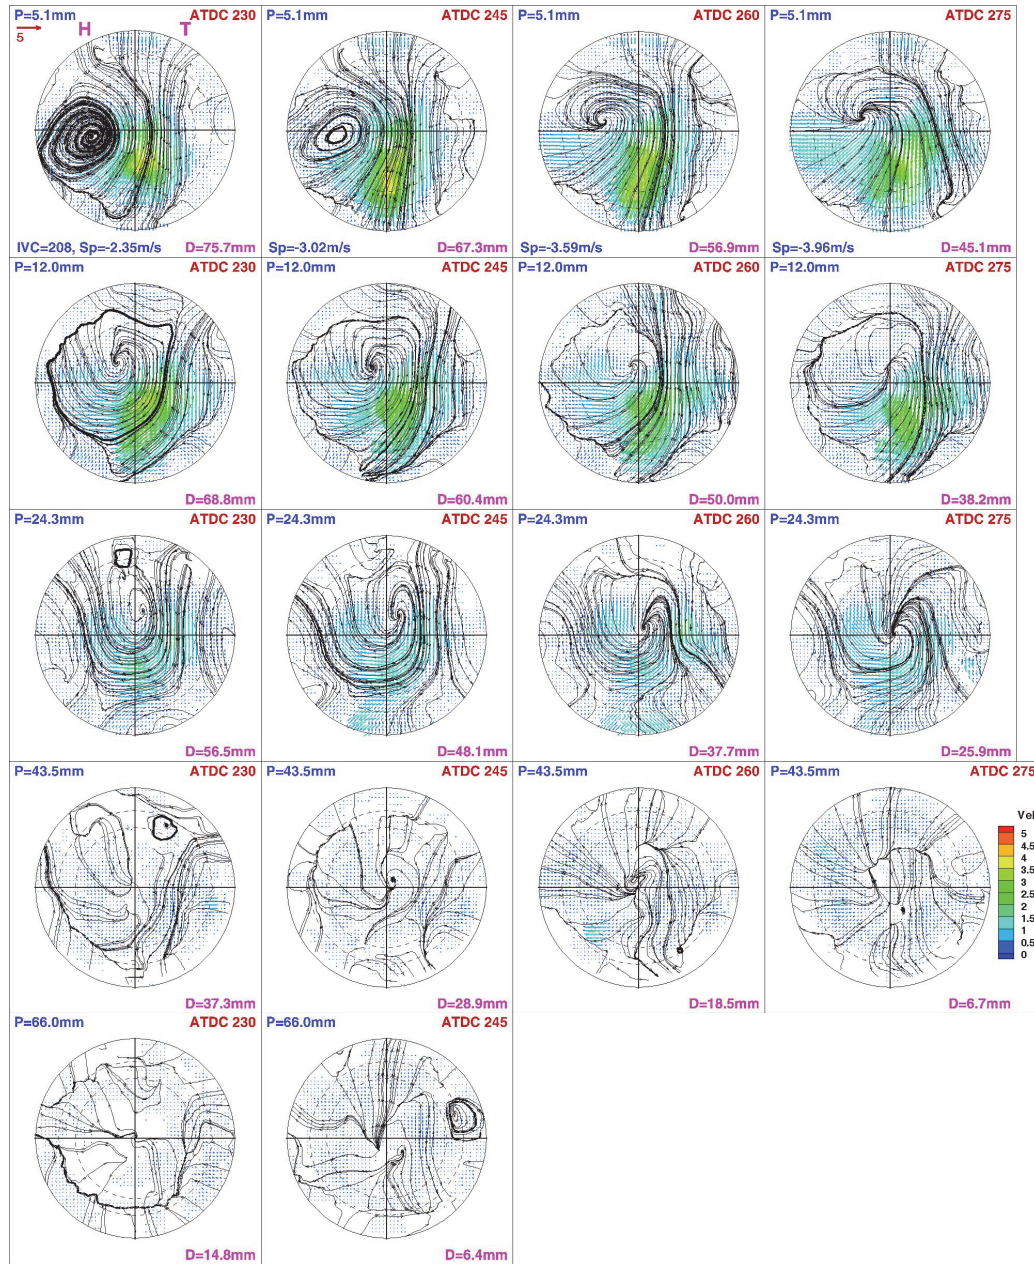 P=5.1mm ATDC 230 P=5.1mm ATDC 245 P=5.1mm ATDC 260 P=5.1mm ATDC 275
5 H T
IVC=208, Sp=-2.35m/s D=75.7mm Sp=-3.02m/s D=67.3mm Sp=-3.59m/s D=56.9mm Sp=-3.96m/s D=45.1mm
P=12.0mm ATDC 230 P=12.0mm ATDC 245 P=12.0mm ATDC 260 P=12.0mm ATDC 275
D=68.8mm D=60.4mm D=50.0mm D=38.2mm
P=24.3mm ATDC 230 P=24.3mm ATDC 245 P=24.3mm ATDC 260 P=24.3mm ATDC 275
D=56.5mm D=48.1mm D=37.7mm D=25.9mm
P=43.5mm ATDC 230 P=43.5mm ATDC 245 P=43.5mm ATDC 260 P=43.5mm ATDC 275
Vel
5
4.5
4
3.5
3
2.5
2
1.5
1
0.5
0
D=37.3mm D=28.9mm D=18.5mm D=6.7mm
P=66.0mm ATDC 230 P=66.0mm ATDC 245
D=14.8mm D=6.4mm